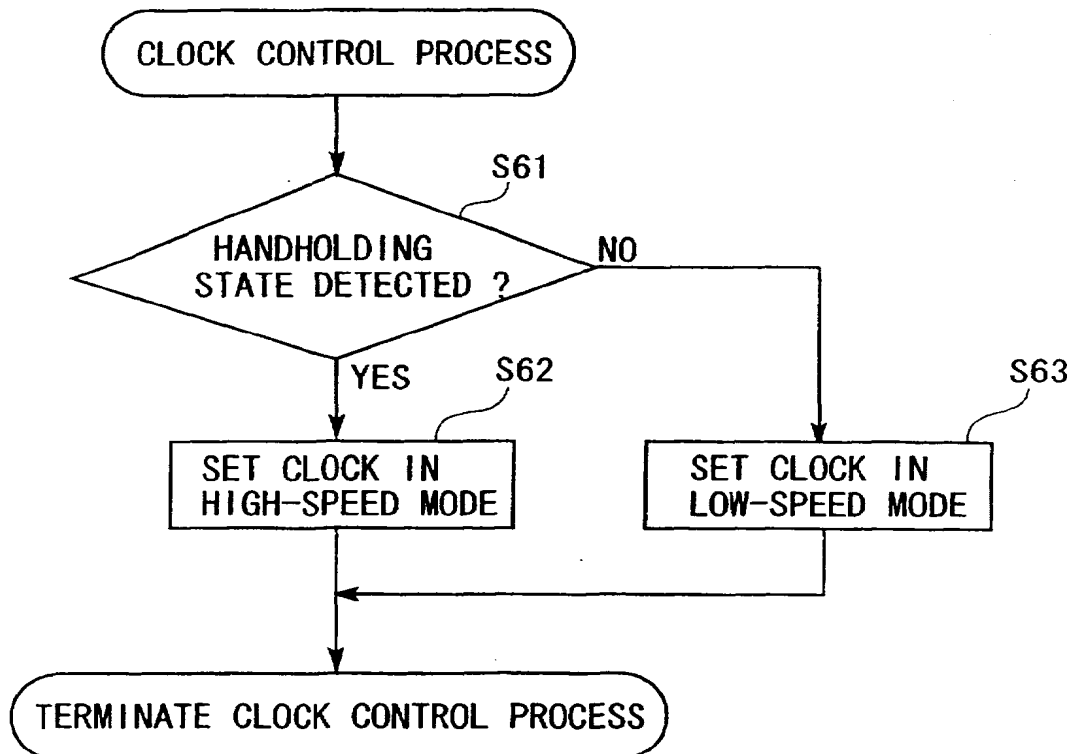 CLOCK CONTROL PROCESS
S61
HANDHOLDING
STATE DETECTED ?
NO
YES
S62
S63
SET CLOCK IN
HIGH-SPEED MODE
SET CLOCK IN
LOW-SPEED MODE
TERMINATE CLOCK CONTROL PROCESS